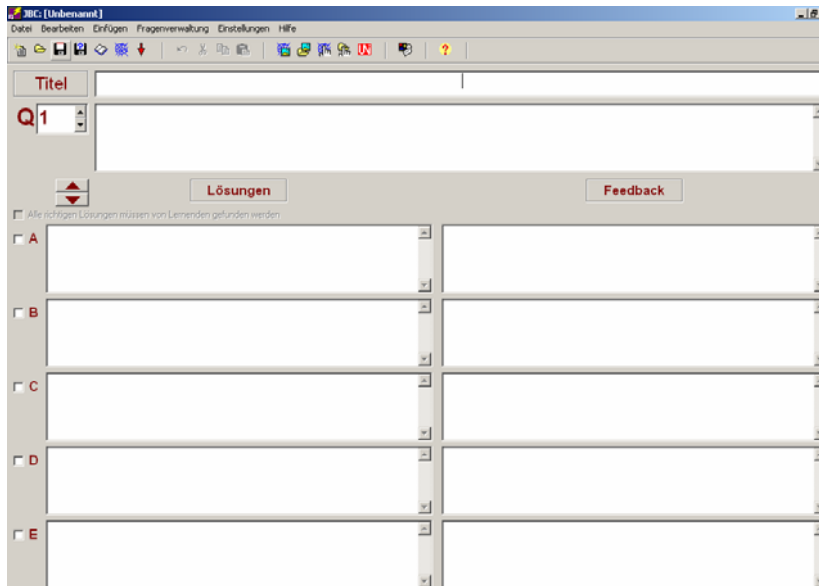 JBC: [Unbenannt]
Datei Bearbeiten Einfügen Fragenverwaltung Einstellungen Hilfe
Titel
Q 1
Lösungen Feedback
Alle richtigen Lösungen müssen von Lernenden gefunden werden
A
B
C
D
E